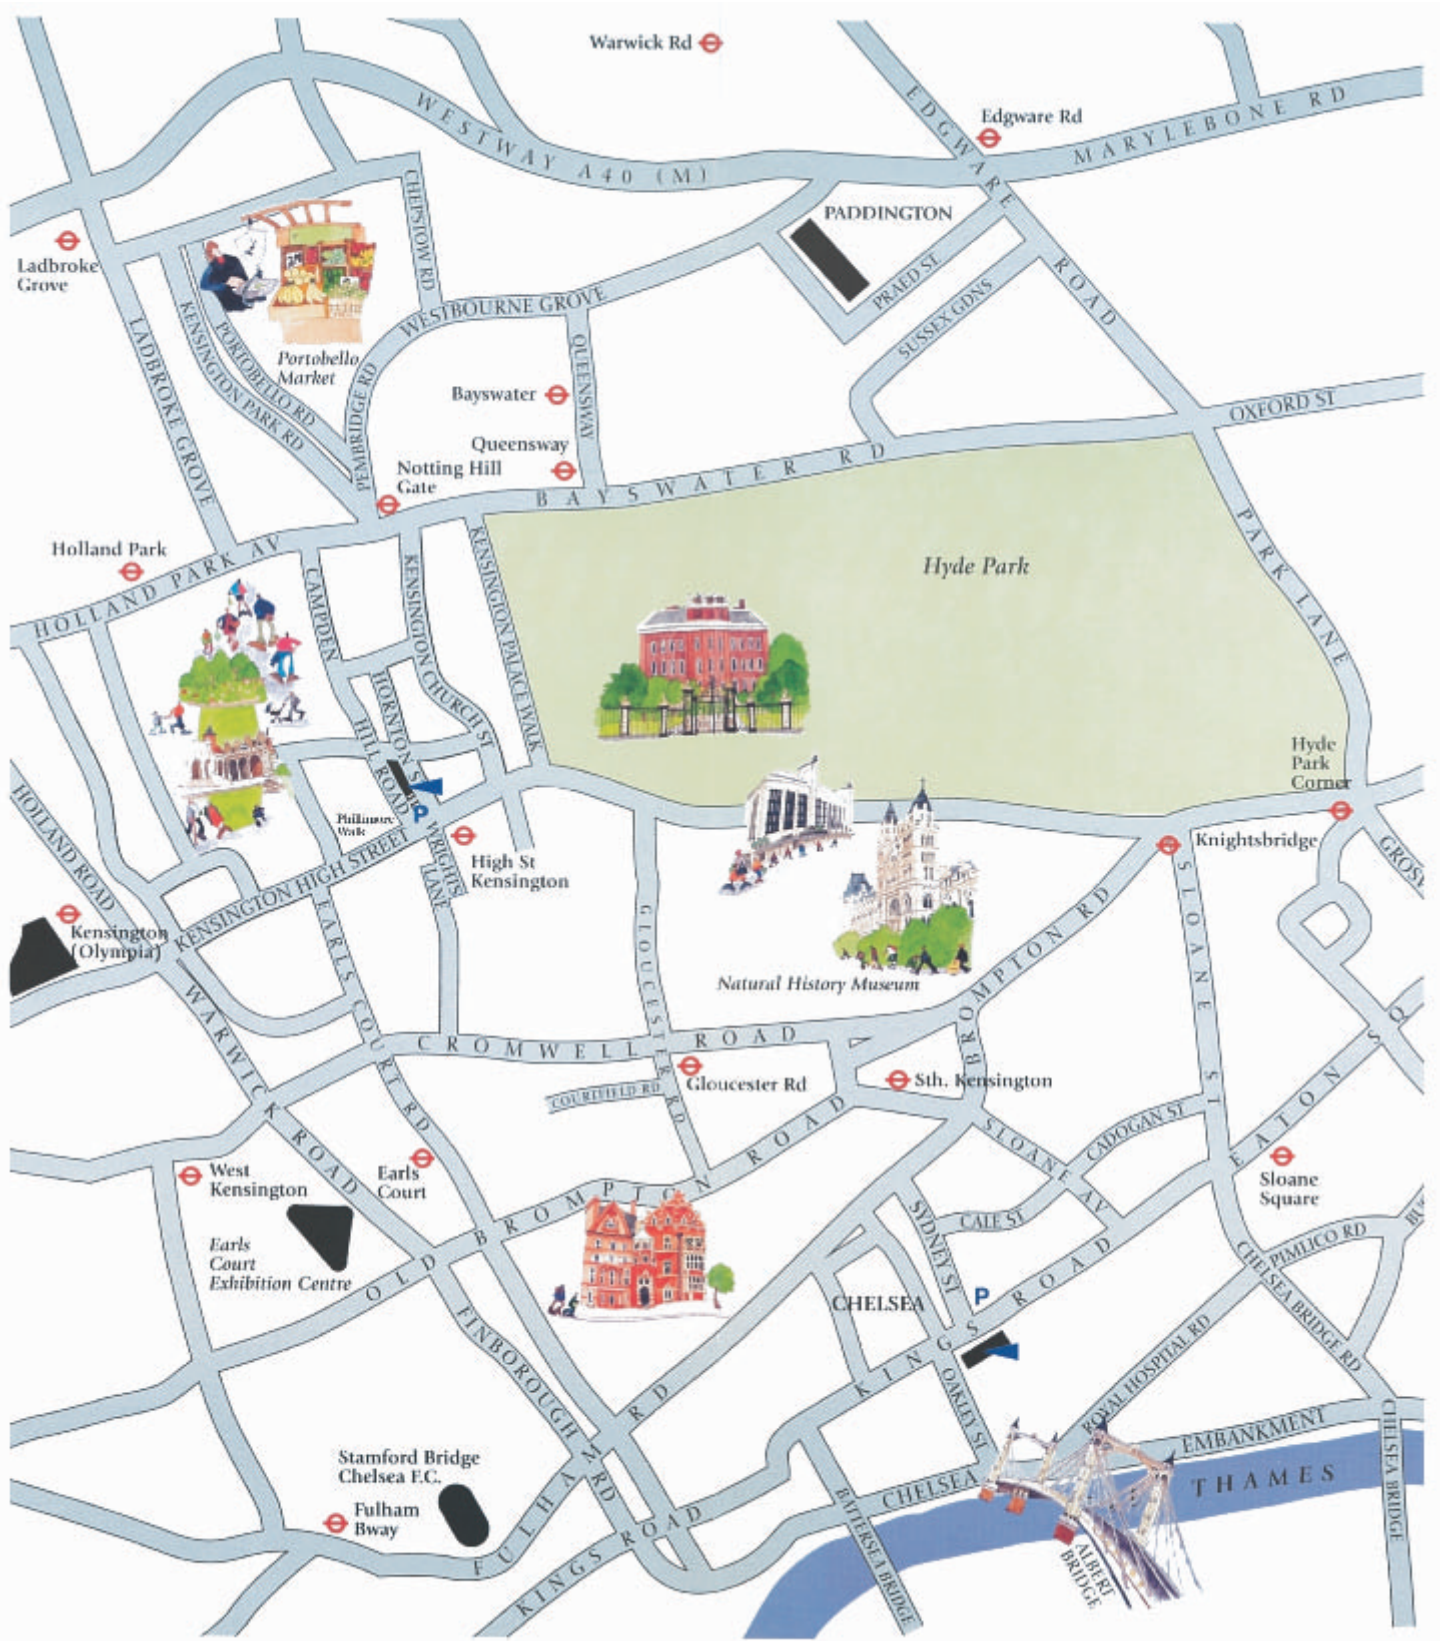 Warwick Rd
EDGWARE ROAD
Edgware Rd
MARYLEBONE RD
WESTWAY A40 (M)
CHEPSTOW RD
PADDINGTON
Ladbroke
Grove
PRAED ST
SUSSEX GDNS
WESTBOURNE GROVE
LADBROKE GROVE
KENSINGTON PARK RD
PORTOBELLO RD
Portobello
Market
PEMBRIDGE RD
QUEENSWAY
Bayswater
Queensway
OXFORD ST
Notting Hill
Gate
BAYSWATER RD
Holland Park
HOLLAND PARK AV
CAMPDEN
HILL ROAD
KENSINGTON CHURCH ST
KENSINGTON PALACE WALK
Hyde Park
PARK LANE
HORNTON S
Hyde
Park
Corner
HOLLAND ROAD
Phillimore
Walk
P
WRIGHTS
LANE
High St
Kensington
Knightsbridge
GROSV
KENSINGTON HIGH STREET
Kensington
(Olympia)
EARLS COURT RD
GLOUCESTER RD
BROMPTON RD
SLOANE ST
Natural History Museum
WARWICK ROAD
CROMWELL ROAD
BROMP
SQ
Gloucester Rd
Sth. Kensington
COURTFIELD RD
CADOGAN ST
EATON
SLOANE AV
West
Kensington
Earls
Court
Sloane
Square
Earls
Court
Exhibition Centre
OLD BROMPTON ROAD
SYDNEY ST
CALE ST
PIMLICO RD
BU
CHELSEA
P
KINGS ROAD
CHELSEA BRIDGE RD
FINBOROUGH RD
FULHAM RD
OAKLEY ST
ROYAL HOSPITAL RD
Stamford Bridge
Chelsea F.C.
CHELSEA EMBANKMENT
CHELSEA BRIDGE
THAMES
Fulham
Bway
KINGS ROAD
BATTERSEA BRIDGE
ALBERT
BRIDGE